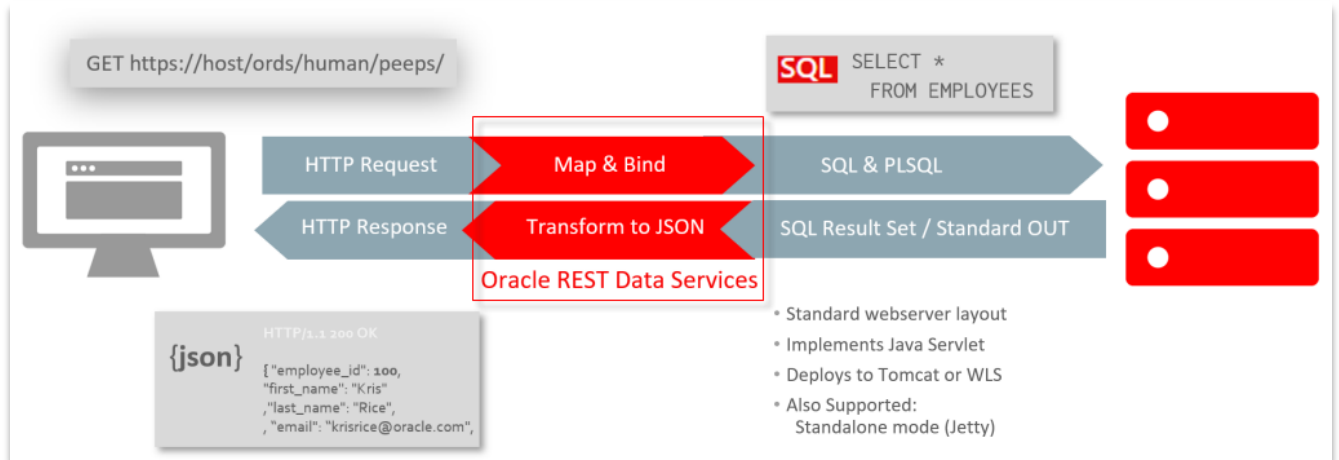 GET https://host/ords/human/peeps/
SQL
SELECT *
FROM EMPLOYEES
HTTP Request
Map & Bind
SQL & PLSQL
HTTP Response
Transform to JSON
SQL Result Set / Standard OUT
Oracle REST Data Services
{json}
HTTP/1.1 200 OK
[ "employee_id": 100,
"first_name": "Kris"
,"last_name": "Rice",
, "email": "krisrice@oracle.com",
• Standard webserver layout
• Implements Java Servlet
• Deploys to Tomcat or WLS
• Also Supported:
Standalone mode (Jetty)